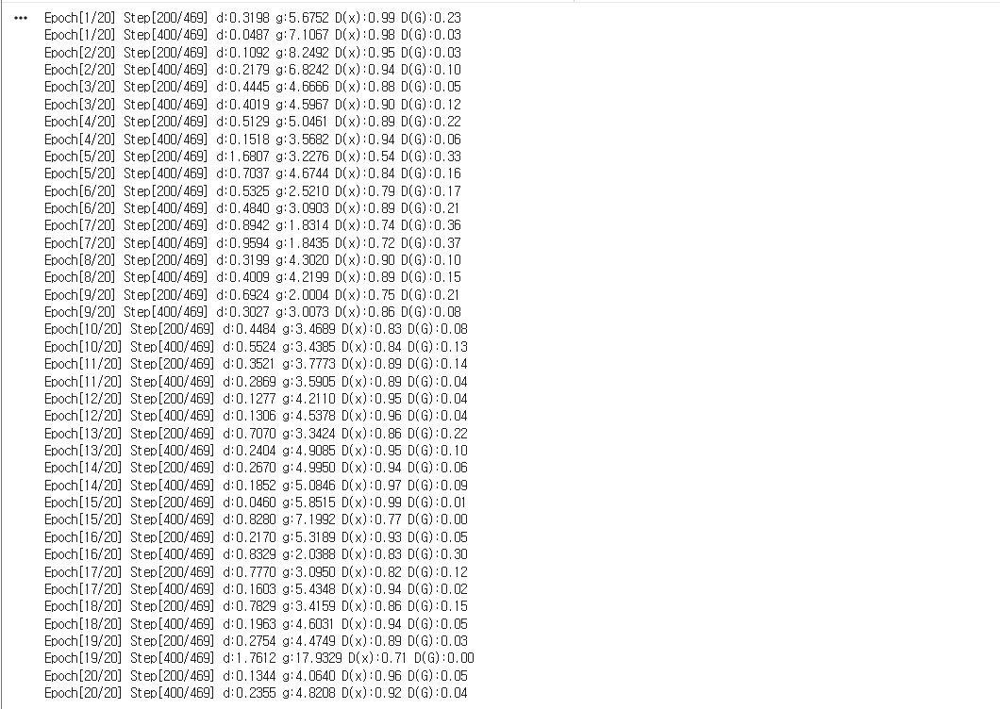 Epoch[1/20] Step[200/469] d:0.3198 g:5.6752 D(x):0.99 D(G):0.23
Epoch[1/20] Step[400/469] d:0.0487 g:7.1067 D(x):0.98 D(G):0.03
Epoch[2/20] Step[200/469] d:0.1092 g:8.2492 D(x):0.95 D(G):0.03
Epoch[2/20] Step[400/469] d:0.2179 g:6.8242 D(x):0.94 D(G):0.10
Epoch[3/20] Step[200/469] d:0.4445 g:4.6666 D(x):0.88 D(G):0.05
Epoch[3/20] Step[400/469] d:0.4019 g:4.5967 D(x):0.90 D(G):0.12
Epoch[4/20] Step[200/469] d:0.5129 g:5.0461 D(x):0.89 D(G):0.22
Epoch[4/20] Step[400/469] d:0.1518 g:3.5682 D(x):0.94 D(G):0.06
Epoch[5/20] Step[200/469] d:1.6807 g:3.2276 D(x):0.54 D(G):0.33
Epoch[5/20] Step[400/469] d:0.7037 g:4.6744 D(x):0.84 D(G):0.16
Epoch[6/20] Step[200/469] d:0.5325 g:2.5210 D(x):0.79 D(G):0.17
Epoch[6/20] Step[400/469] d:0.4840 g:3.0903 D(x):0.89 D(G):0.21
Epoch[7/20] Step[200/469] d:0.8942 g:1.8314 D(x):0.74 D(G):0.36
Epoch[7/20] Step[400/469] d:0.9594 g:1.8435 D(x):0.72 D(G):0.37
Epoch[8/20] Step[200/469] d:0.3199 g:4.3020 D(x):0.90 D(G):0.10
Epoch[8/20] Step[400/469] d:0.4009 g:4.2199 D(x):0.89 D(G):0.15
Epoch[9/20] Step[200/469] d:0.6924 g:2.0004 D(x):0.75 D(G):0.21
Epoch[9/20] Step[400/469] d:0.3027 g:3.0073 D(x):0.86 D(G):0.08
Epoch[10/20] Step[200/469] d:0.4484 g:3.4689 D(x):0.83 D(G):0.08
Epoch[10/20] Step[400/469] d:0.5524 g:3.4385 D(x):0.84 D(G):0.13
Epoch[11/20] Step[200/469] d:0.3521 g:3.7773 D(x):0.89 D(G):0.14
Epoch[11/20] Step[400/469] d:0.2869 g:3.5905 D(x):0.89 D(G):0.04
Epoch[12/20] Step[200/469] d:0.1277 g:4.2110 D(x):0.95 D(G):0.04
Epoch[12/20] Step[400/469] d:0.1306 g:4.5378 D(x):0.96 D(G):0.04
Epoch[13/20] Step[200/469] d:0.7070 g:3.3424 D(x):0.86 D(G):0.22
Epoch[13/20] Step[400/469] d:0.2404 g:4.9085 D(x):0.95 D(G):0.10
Epoch[14/20] Step[200/469] d:0.2670 g:4.9950 D(x):0.94 D(G):0.06
Epoch[14/20] Step[400/469] d:0.1852 g:5.0846 D(x):0.97 D(G):0.09
Epoch[15/20] Step[200/469] d:0.0460 g:5.8515 D(x):0.99 D(G):0.01
Epoch[15/20] Step[400/469] d:0.8280 g:7.1992 D(x):0.77 D(G):0.00
Epoch[16/20] Step[200/469] d:0.2170 g:5.3189 D(x):0.93 D(G):0.05
Epoch[16/20] Step[400/469] d:0.8329 g:2.0388 D(x):0.83 D(G):0.30
Epoch[17/20] Step[200/469] d:0.7770 g:3.0950 D(x):0.82 D(G):0.12
Epoch[17/20] Step[400/469] d:0.1603 g:5.4348 D(x):0.94 D(G):0.02
Epoch[18/20] Step[200/469] d:0.7829 g:3.4159 D(x):0.86 D(G):0.15
Epoch[18/20] Step[400/469] d:0.1963 g:4.6031 D(x):0.94 D(G):0.05
Epoch[19/20] Step[200/469] d:0.2754 g:4.4749 D(x):0.89 D(G):0.03
Epoch[19/20] Step[400/469] d:1.7612 g:17.9329 D(x):0.71 D(G):0.00
Epoch[20/20] Step[200/469] d:0.1344 g:4.0640 D(x):0.96 D(G):0.05
Epoch[20/20] Step[400/469] d:0.2355 g:4.8208 D(x):0.92 D(G):0.04